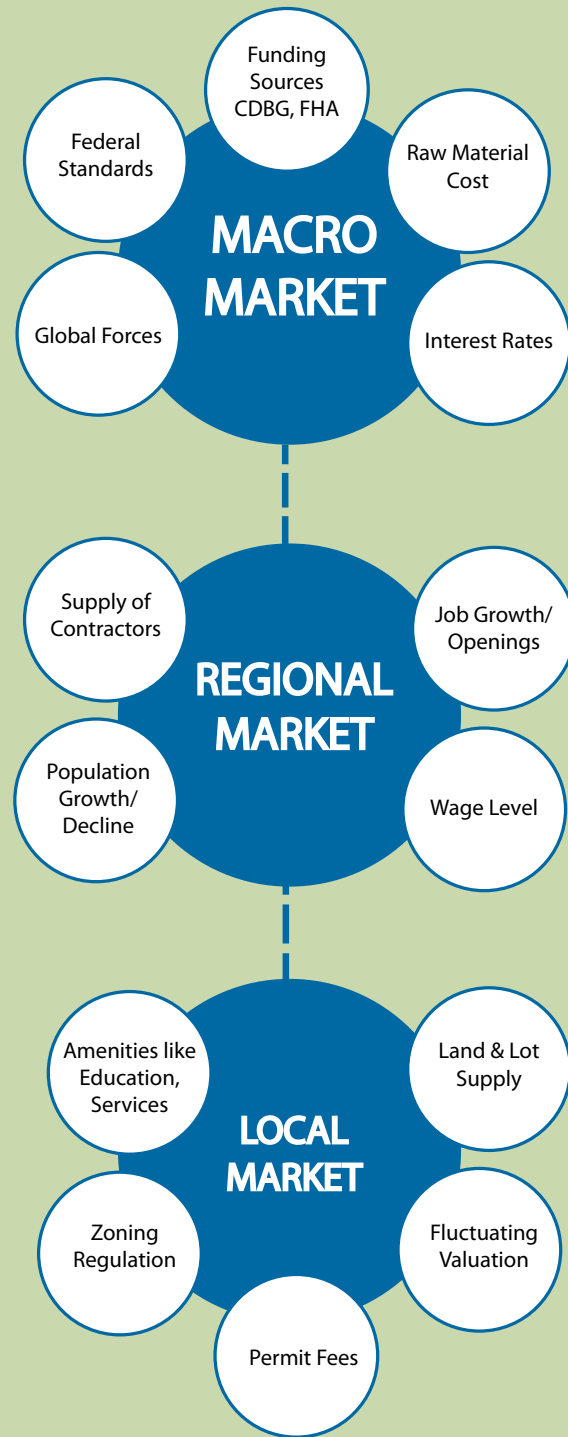 Funding
Sources
CDBG, FHA
Federal
Standards
Raw Material
Cost
MACRO
MARKET
Global Forces
Interest Rates
Supply of
Contractors
Job Growth/
Openings
REGIONAL
MARKET
Population
Growth/
Decline
Wage Level
Amenities like
Education,
Services
Land & Lot
Supply
LOCAL
MARKET
Zoning
Regulation
Fluctuating
Valuation
Permit Fees